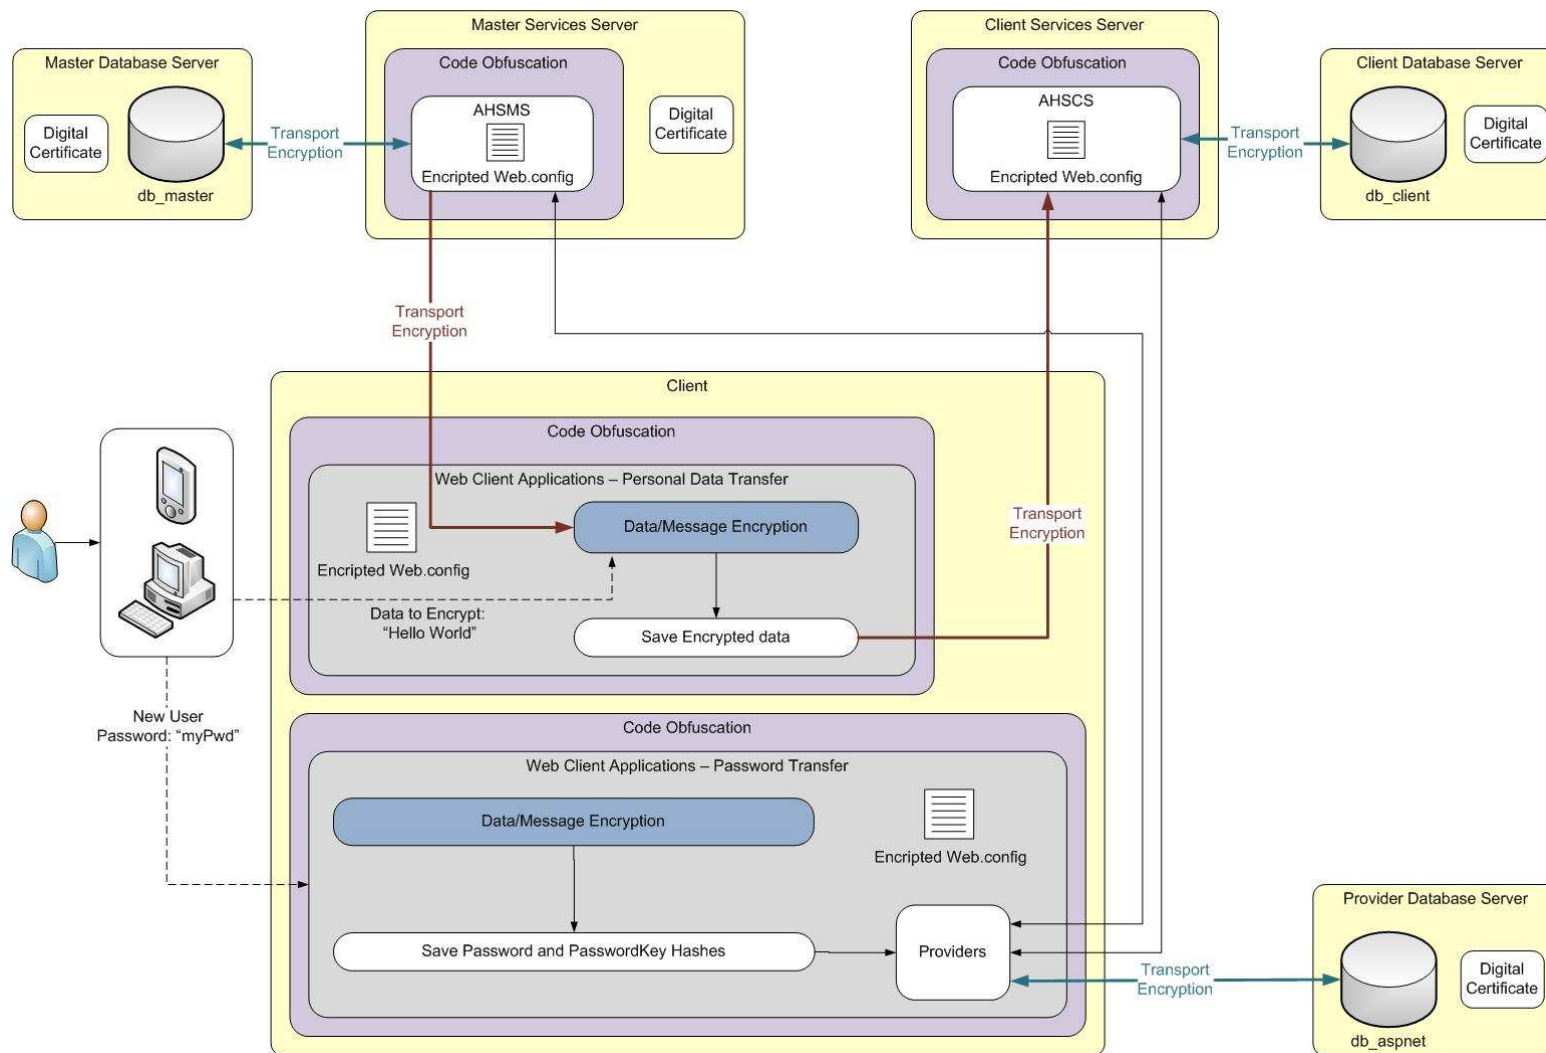 Master Services Server
Client Services Server
Master Database Server
Code Obfuscation
Code Obfuscation
Client Database Server
Digital
Certificate
Transport
Encryption
AHSMS
Encripted Web.config
Digital
Certificate
AHSCS
Encripted Web.config
Transport
Encryption
Digital
Certificate
db_master
db_client
Transport
Encryption
Client
Code Obfuscation
Web Client Applications – Personal Data Transfer
Data/Message Encryption
Transport
Encryption
Encripted Web.config
Data to Encrypt:
“Hello World”
Save Encrypted data
New User
Password: “myPwd”
Code Obfuscation
Web Client Applications – Password Transfer
Data/Message Encryption
Encripted Web.config
Provider Database Server
Save Password and PasswordKey Hashes
Providers
Transport
Encryption
Digital
Certificate
db_aspnet